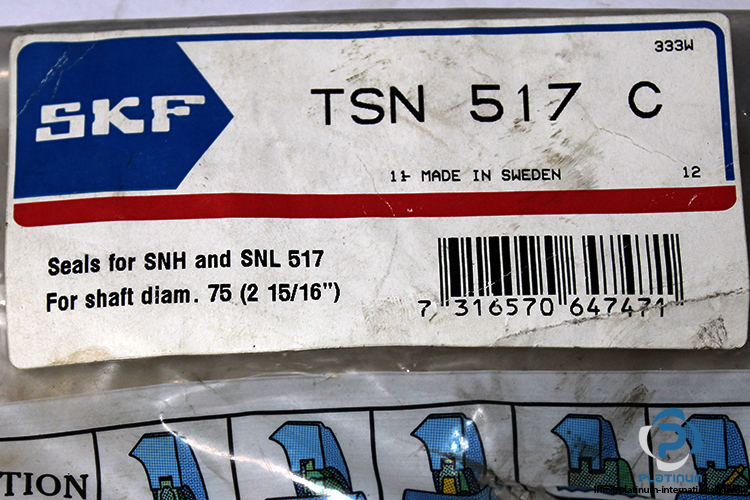 333W
SKF
TSN 517 C
11 MADE IN SWEDEN 12
Seals for SNH and SNL 517
For shaft diam. 75 (2 15/16")
7 316570 647471
TION
PLATINUM